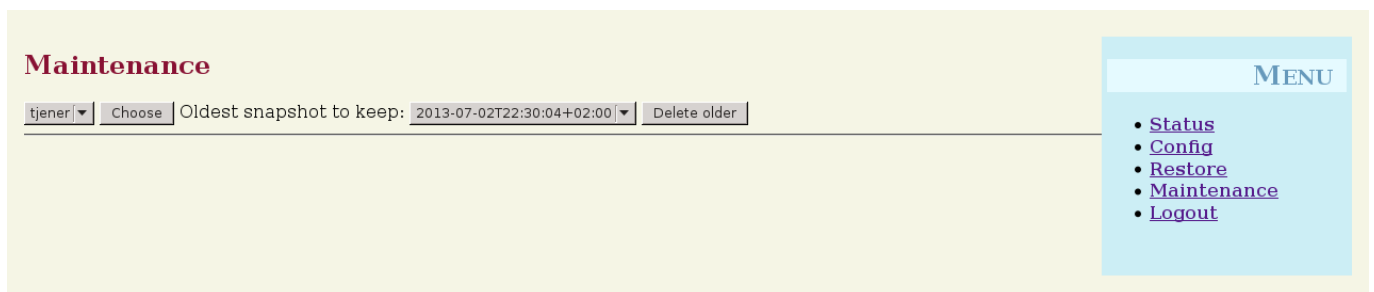 Maintenance
tjener Choose Oldest snapshot to keep: 2013-07-02T22:30:04+02:00 Delete older
MENU
Status
Config
Restore
Maintenance
Logout